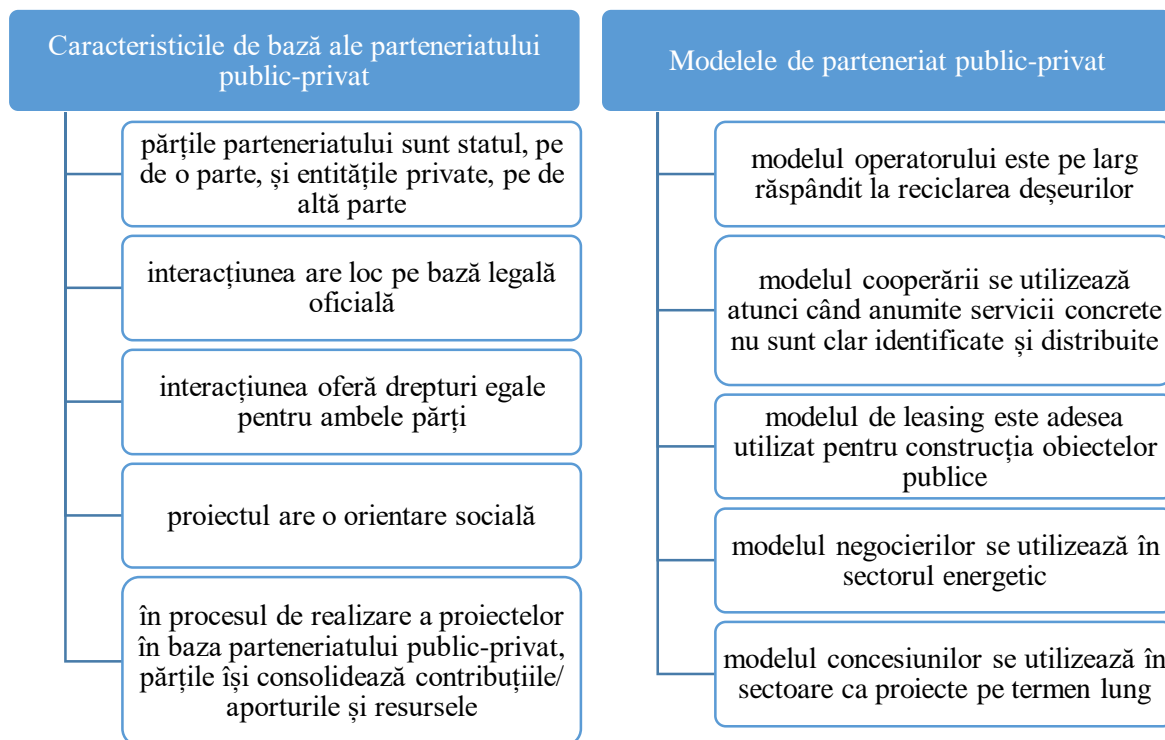 Caracteristicile de bază ale parteneriatului
public-privat
părțile parteneriatului sunt statul, pe
de o parte, și entitățile private, pe de
altă parte
interacțiunea are loc pe bază legală
oficială
interacțiunea oferă drepturi egale
pentru ambele părți
proiectul are o orientare socială
în procesul de realizare a proiectelor
în baza parteneriatului public-privat,
părțile își consolidează contribuțiile/
aporturile și resursele
Modelele de parteneriat public-privat
modelul operatorului este pe larg
răspândit la reciclarea deșeurilor
modelul cooperării se utilizează
atunci când anumite servicii concrete
nu sunt clar identificate și distribuite
modelul de leasing este adesea
utilizat pentru construcția obiectelor
publice
modelul negocierilor se utilizează în
sectorul energetic
modelul concesiunilor se utilizează în
sectoare ca proiecte pe termen lung